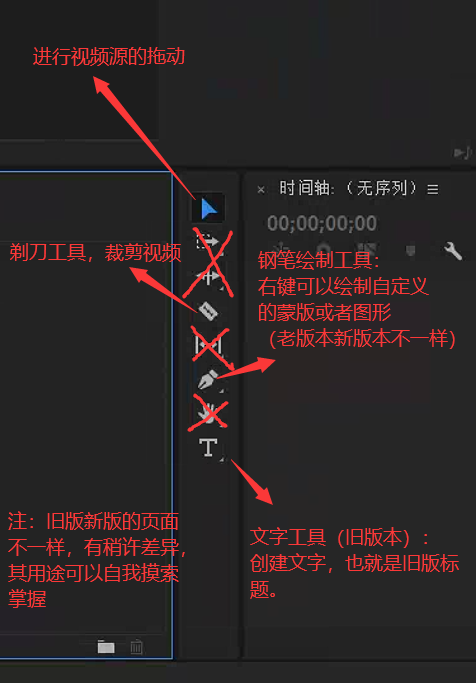 进行视频源的拖动
× 时间轴:（无序列）
00;00;00;00
剃刀工具，裁剪视频
钢笔绘制工具：
右键可以绘制自定义
的蒙版或者图形
（老版本新版本不一样）
T
注：旧版新版的页面
不一样，有稍许差异，
其用途可以自我摸索
掌握
文字工具（旧版本）：
创建文字，也就是旧版标
题。